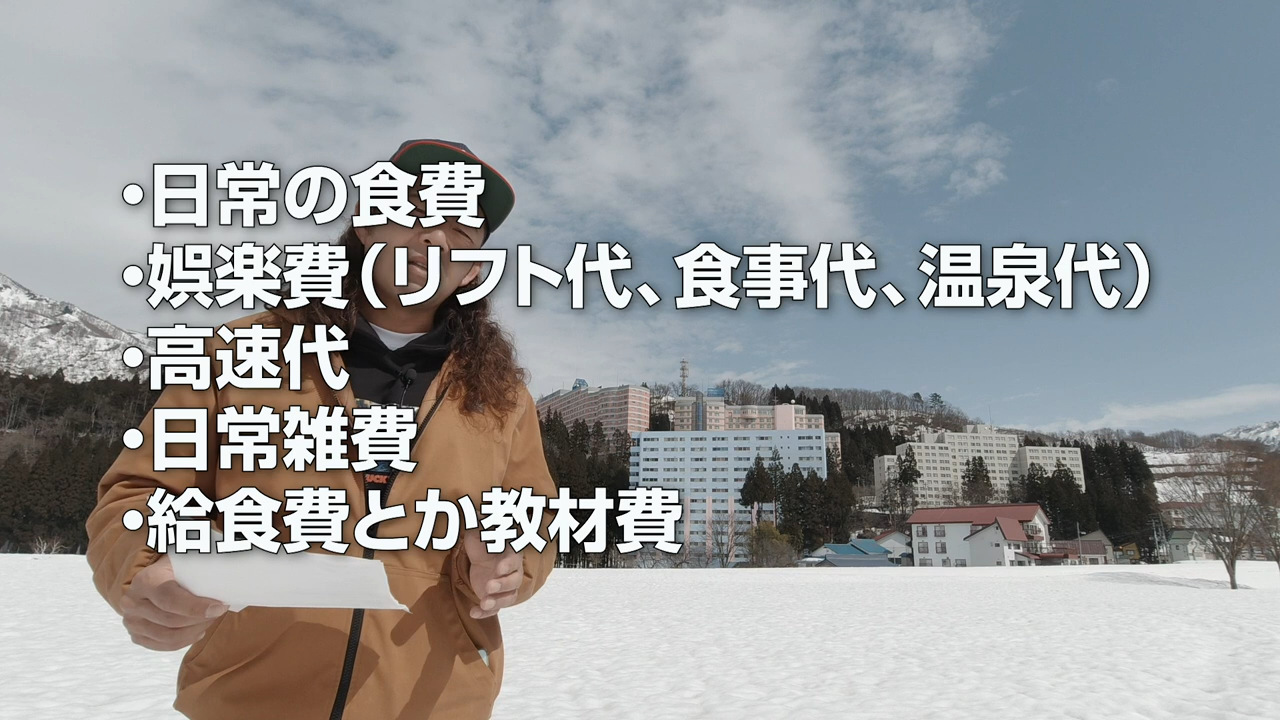 ・日常の食費
・娯楽費（リフト代、食事代、温泉代）
・高速代
・日常雑費
・給食費とか教材費